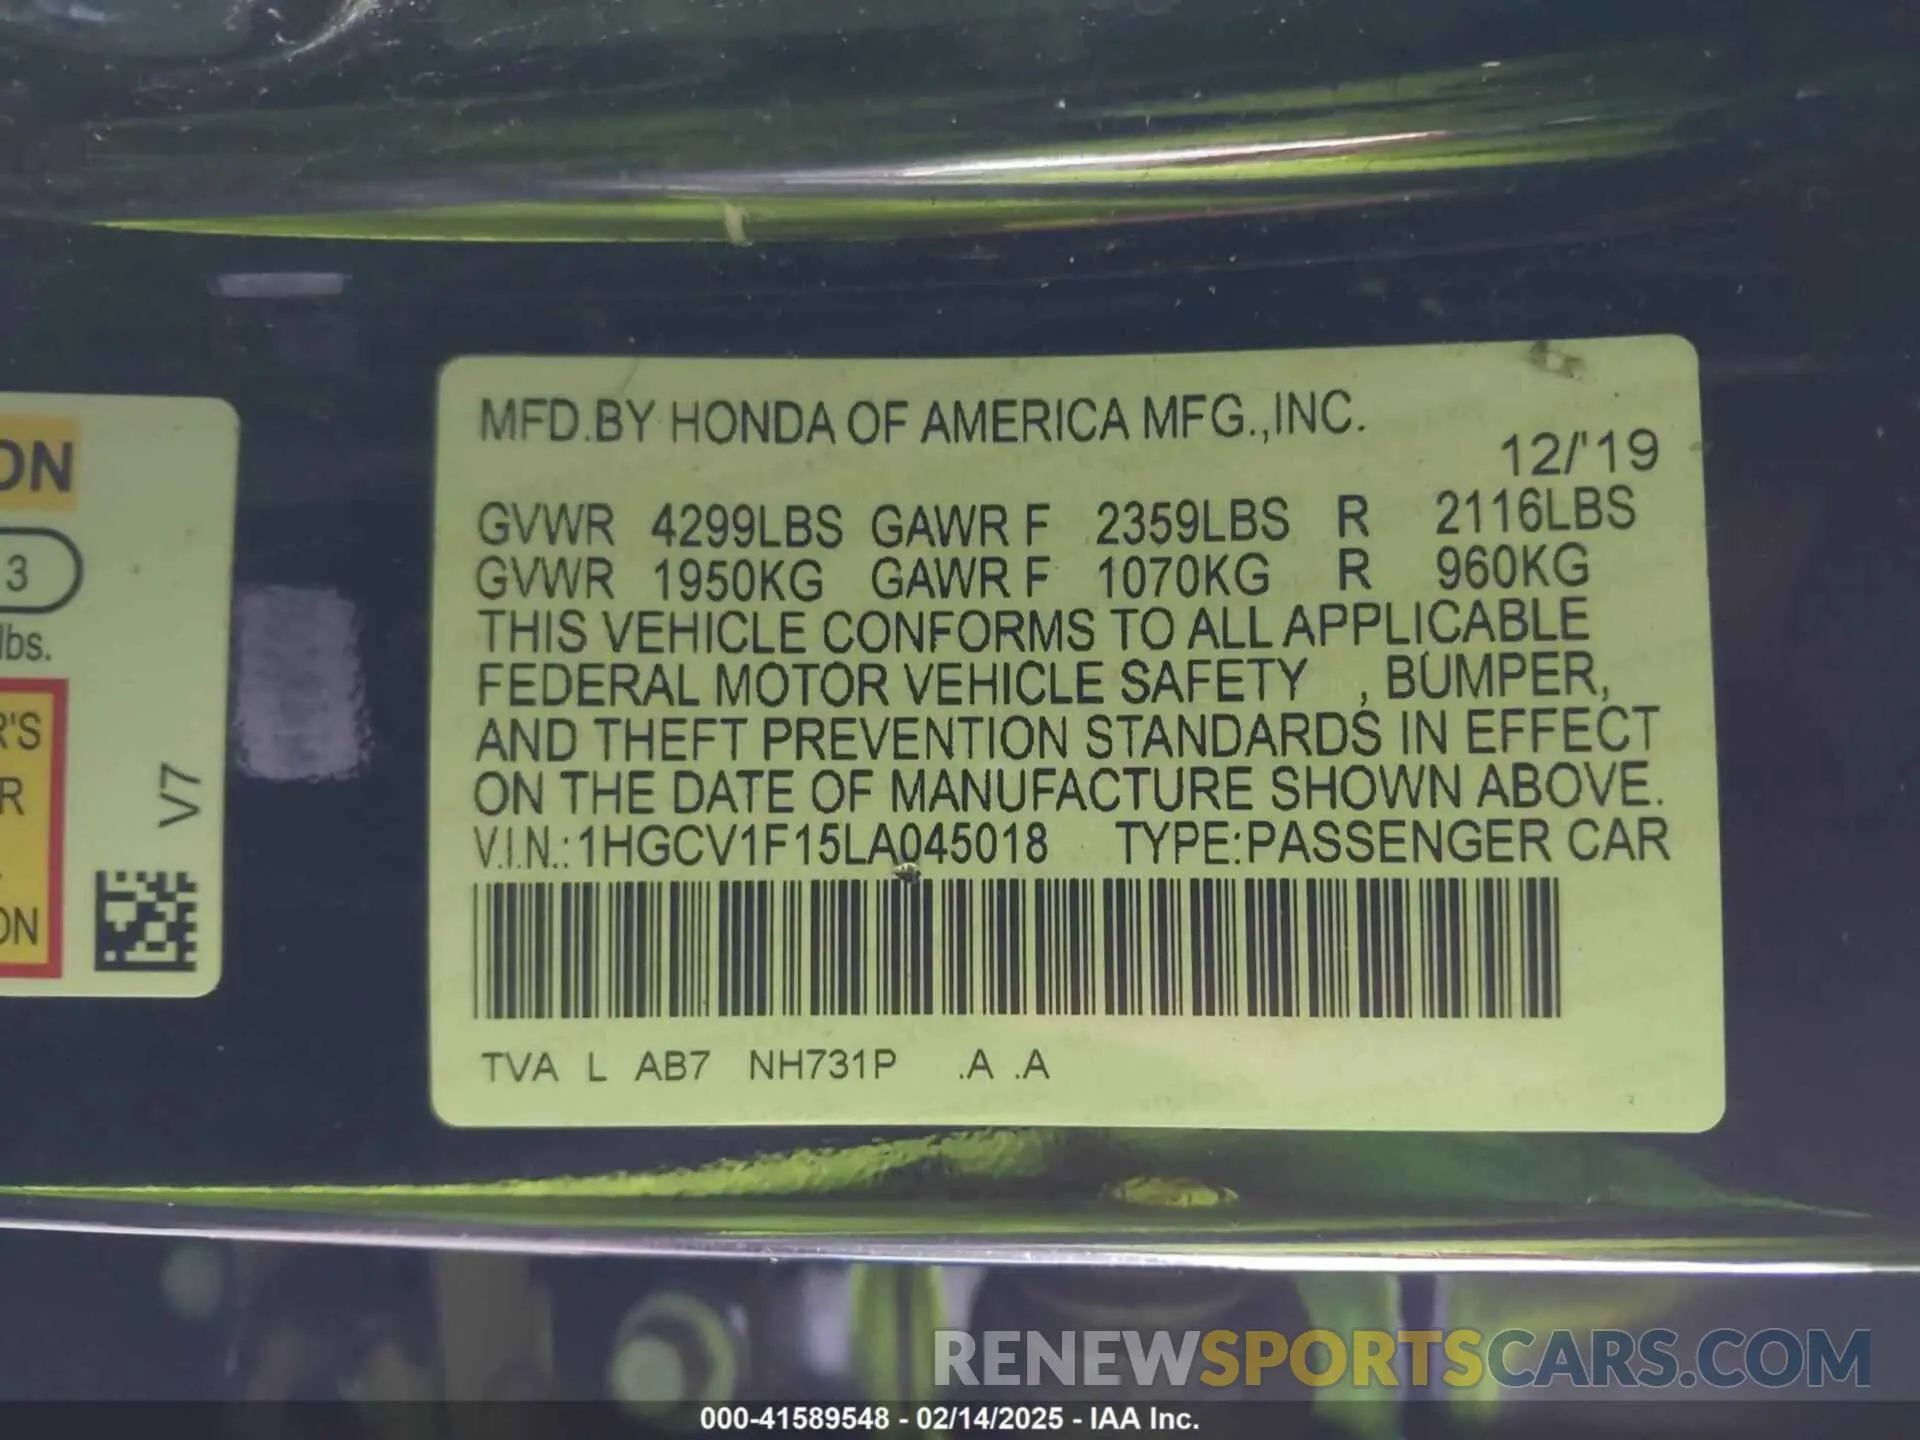 ON
3
lbs.
R'S
R
ON
V7
MFD.BY HONDA OF AMERICA MFG.,INC.
12/'19
GVWR 4299LBS GAWR F 2359LBS R 2116LBS
GVWR 1950KG GAWR F 1070KG R 960KG
THIS VEHICLE CONFORMS TO ALL APPLICABLE
FEDERAL MOTOR VEHICLE SAFETY , BUMPER,
AND THEFT PREVENTION STANDARDS IN EFFECT
ON THE DATE OF MANUFACTURE SHOWN ABOVE.
V.I.N.:1HGCV1F15LA045018 TYPE:PASSENGER CAR
TVA L AB7 NH731P .A .A
RENEWSPORTSCARS.COM
000-41589548 - 02/14/2025 - IAA Inc.